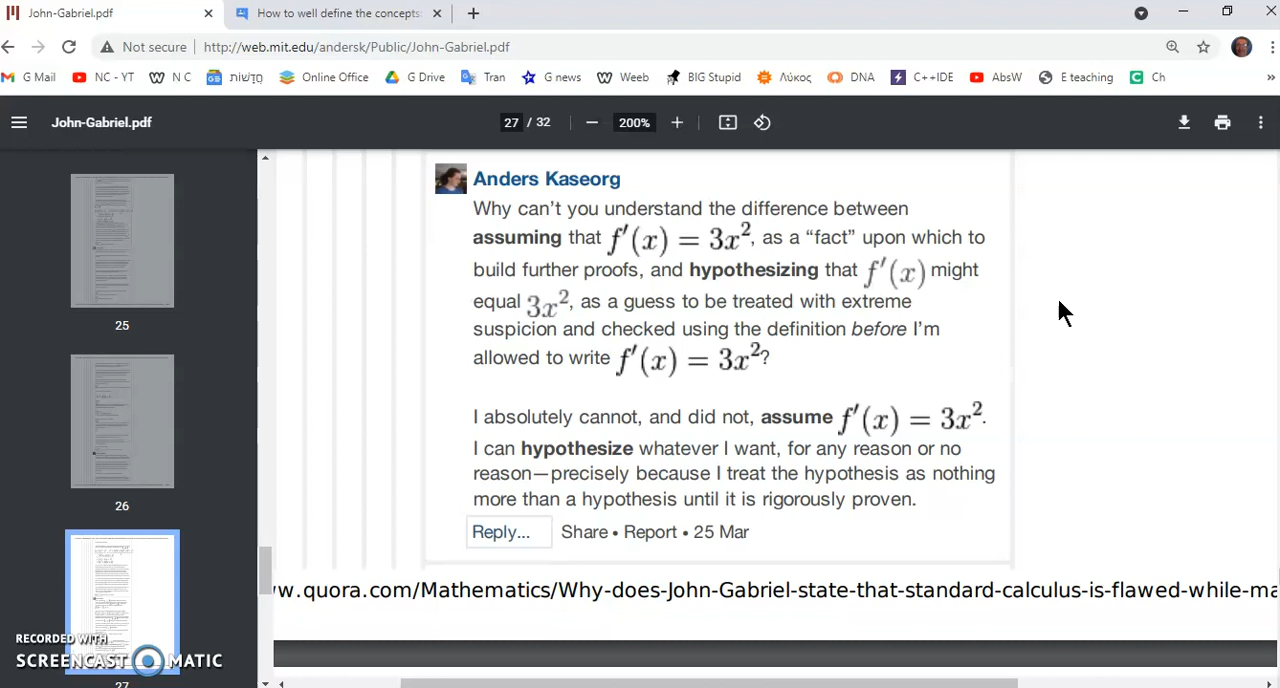 John-Gabriel.pdf
How to well define the concepts
Not secure
http://web.mit.edu/andersk/Public/John-Gabriel.pdf
G Mail NC - YT N C חֲדָשׁוֹת Online Office G Drive Tran G news Weeb BIG Stupid Λύκος DNA C++IDE AbsW E teaching Ch »
John-Gabriel.pdf
27 / 32
200%
25
26
27
Anders Kaseorg
Why can't you understand the difference between
assuming that f′(x) = 3x², as a “fact” upon which to
build further proofs, and hypothesizing that f′(x) might
equal 3x², as a guess to be treated with extreme
suspicion and checked using the definition before I'm
allowed to write f′(x) = 3x²?
I absolutely cannot, and did not, assume f′(x) = 3x².
I can hypothesize whatever I want, for any reason or no
reason—precisely because I treat the hypothesis as nothing
more than a hypothesis until it is rigorously proven.
Reply... Share • Report • 25 Mar
w.quora.com/Mathematics/Why-does-John-Gabriel-state-that-standard-calculus-is-flawed-while-ma
RECORDED WITH
SCREENCAST MATIC